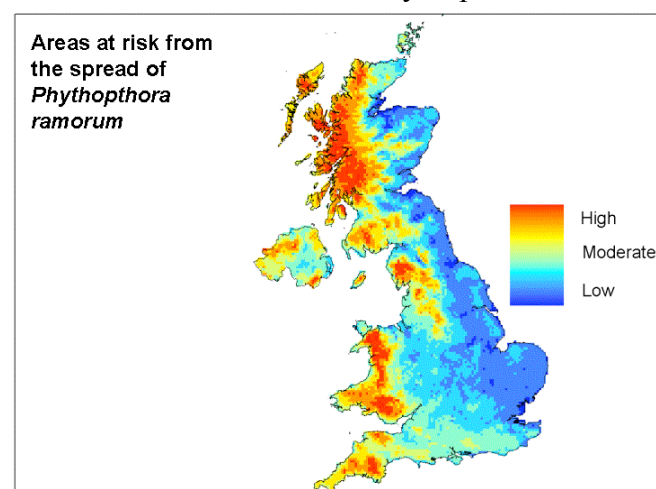 Areas at risk from
the spread of
Phythopthora
ramorum
High
Moderate
Low